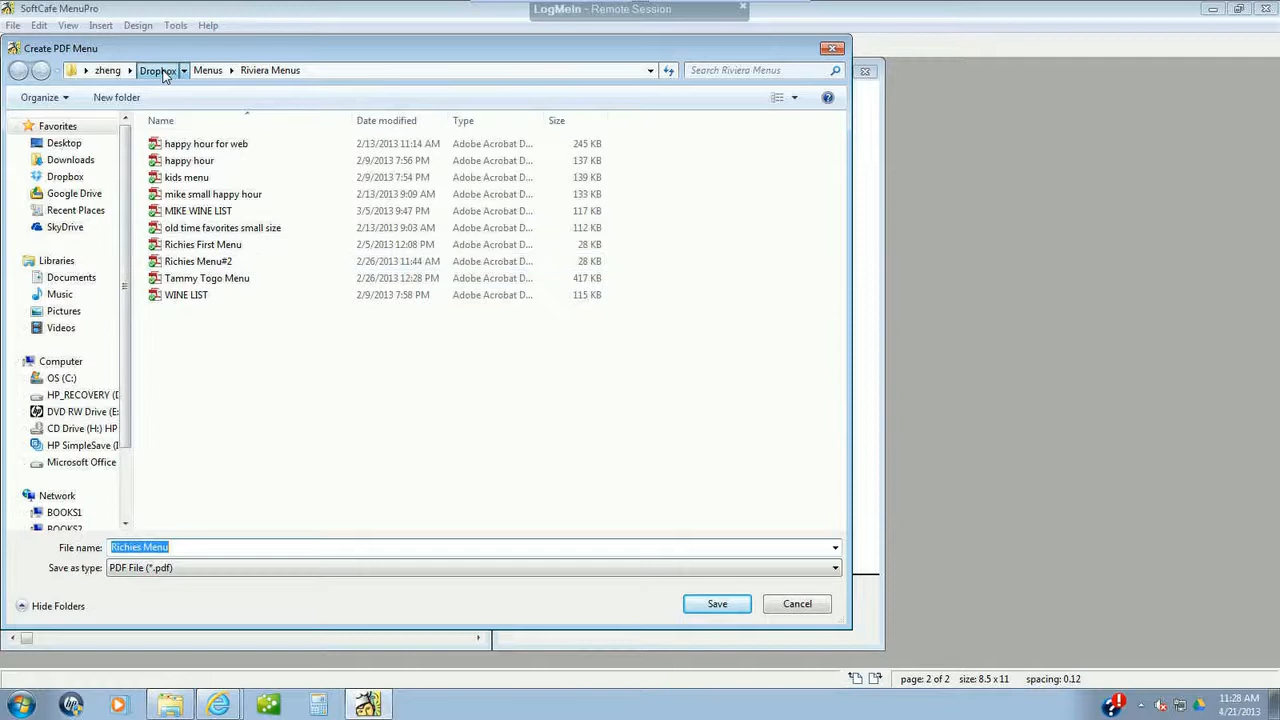 SoftCafe MenuPro
LogMeIn - Remote Session
File Edit View Insert Design Tools Help
Create PDF Menu
zheng Dropbox Menus Riviera Menus
Search Riviera Menus
Organize New folder
Name Date modified Type Size
Favorites
Desktop
Downloads
Dropbox
Google Drive
Recent Places
SkyDrive
Libraries
Documents
Music
Pictures
Videos
Computer
OS (C:)
HP_RECOVERY (D
DVD RW Drive (E:
CD Drive (H:) HP
HP SimpleSave (I
Microsoft Office
Network
BOOKS1
BOOKS2
happy hour for web 2/13/2013 11:14 AM Adobe Acrobat D... 245 KB
happy hour 2/9/2013 7:56 PM Adobe Acrobat D... 137 KB
kids menu 2/9/2013 7:54 PM Adobe Acrobat D... 139 KB
mike small happy hour 2/13/2013 9:09 AM Adobe Acrobat D... 133 KB
MIKE WINE LIST 3/5/2013 9:47 PM Adobe Acrobat D... 117 KB
old time favorites small size 2/13/2013 9:03 AM Adobe Acrobat D... 112 KB
Richies First Menu 2/5/2013 12:08 PM Adobe Acrobat D... 28 KB
Richies Menu#2 2/26/2013 11:44 AM Adobe Acrobat D... 28 KB
Tammy Togo Menu 2/26/2013 12:28 PM Adobe Acrobat D... 417 KB
WINE LIST 2/9/2013 7:58 PM Adobe Acrobat D... 115 KB
File name: Richies Menu
Save as type: PDF File (*.pdf)
Hide Folders
Save Cancel
page: 2 of 2 size: 8.5 x 11 spacing: 0.12
11:28 AM
4/21/2013